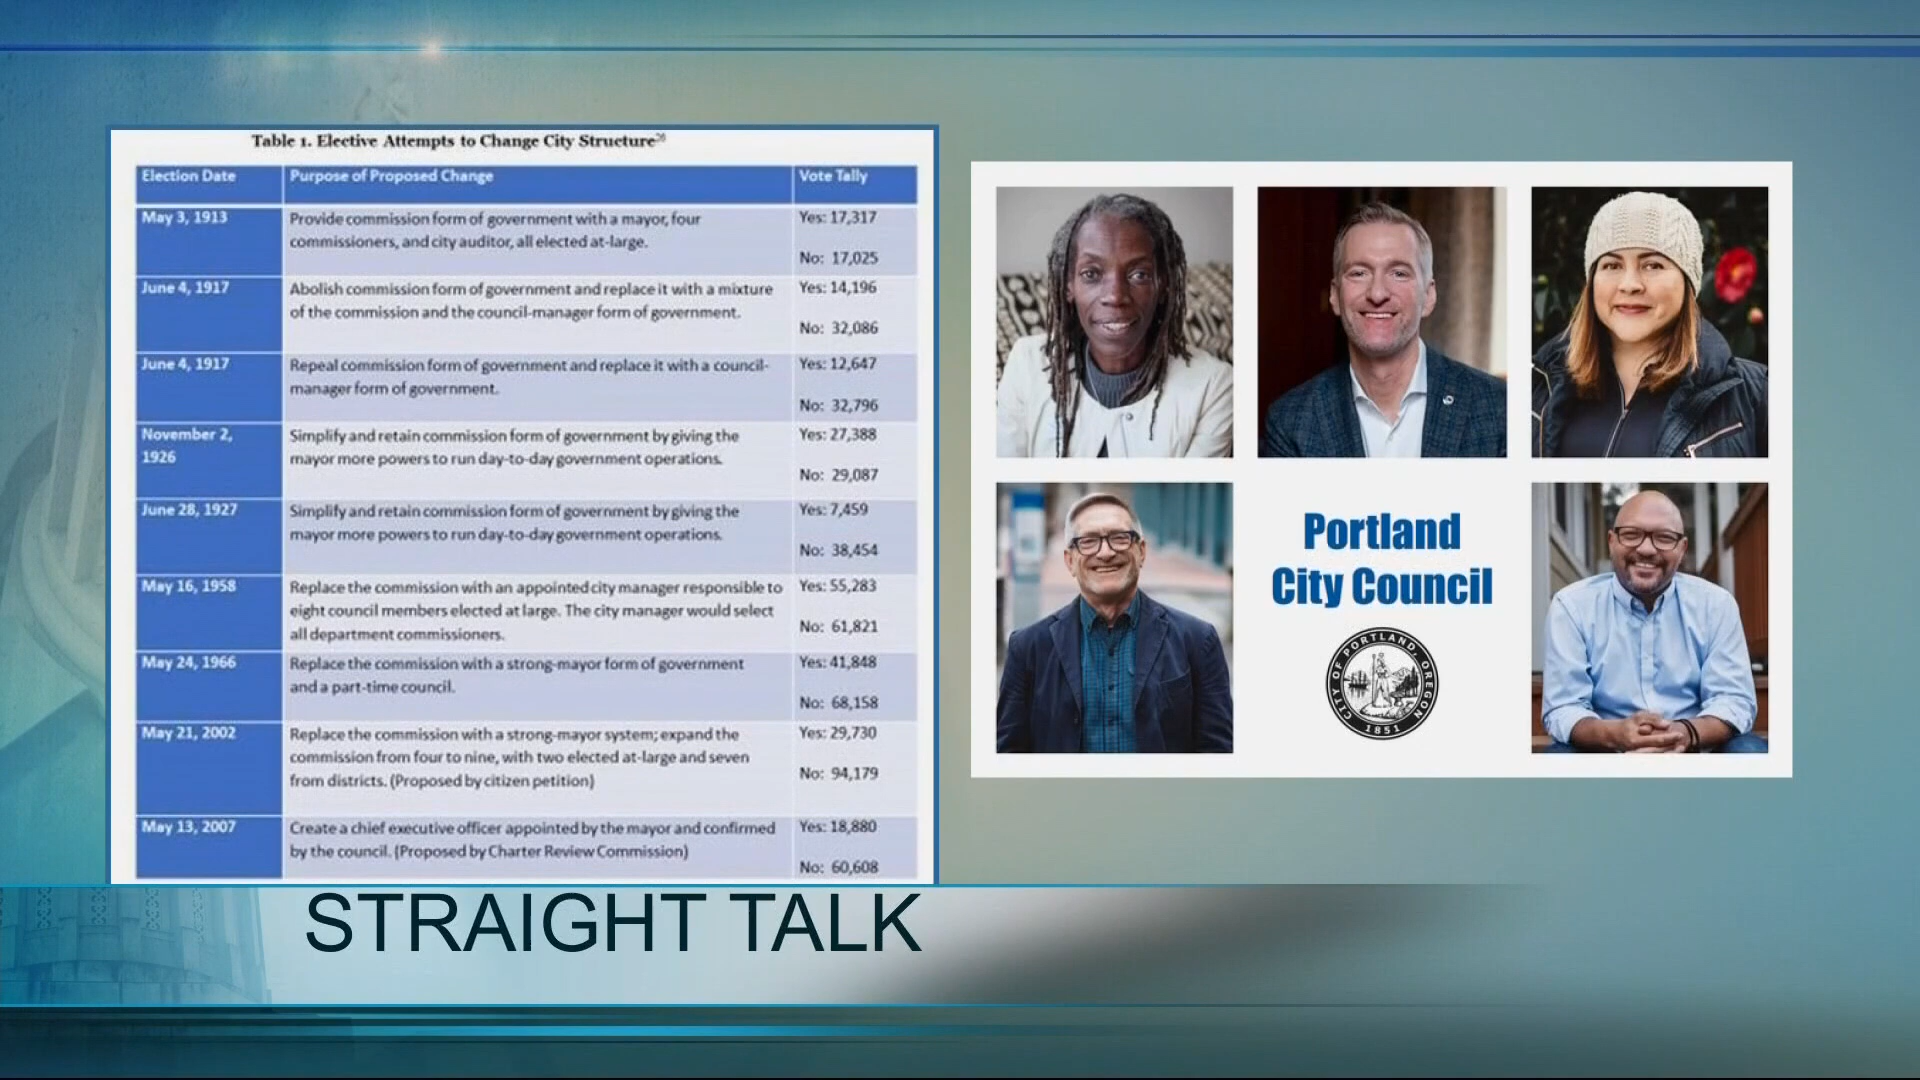 Table 1. Elective Attempts to Change City Structure26
Election Date
Purpose of Proposed Change
Vote Tally
May 3, 1913
Provide commission form of government with a mayor, four
commissioners, and city auditor, all elected at-large.
Yes: 17,317
No: 17,025
June 4, 1917
Abolish commission form of government and replace it with a mixture
of the commission and the council-manager form of government.
Yes: 14,196
No: 32,086
June 4, 1917
Repeal commission form of government and replace it with a council-
manager form of government.
Yes: 12,647
No: 32,796
November 2,
1926
Simplify and retain commission form of government by giving the
mayor more powers to run day-to-day government operations.
Yes: 27,388
No: 29,087
June 28, 1927
Simplify and retain commission form of government by giving the
mayor more powers to run day-to-day government operations.
Yes: 7,459
No: 38,454
May 16, 1958
Replace the commission with an appointed city manager responsible to
eight council members elected at large. The city manager would select
all department commissioners.
Yes: 55,283
No: 61,821
May 24, 1966
Replace the commission with a strong-mayor form of government
and a part-time council.
Yes: 41,848
No: 68,158
May 21, 2002
Replace the commission with a strong-mayor system; expand the
commission from four to nine, with two elected at-large and seven
from districts. (Proposed by citizen petition)
Yes: 29,730
No: 94,179
May 13, 2007
Create a chief executive officer appointed by the mayor and confirmed
by the council. (Proposed by Charter Review Commission)
Yes: 18,880
No: 60,608
Portland
City Council
CITY OF PORTLAND, OREGON
1851
STRAIGHT TALK